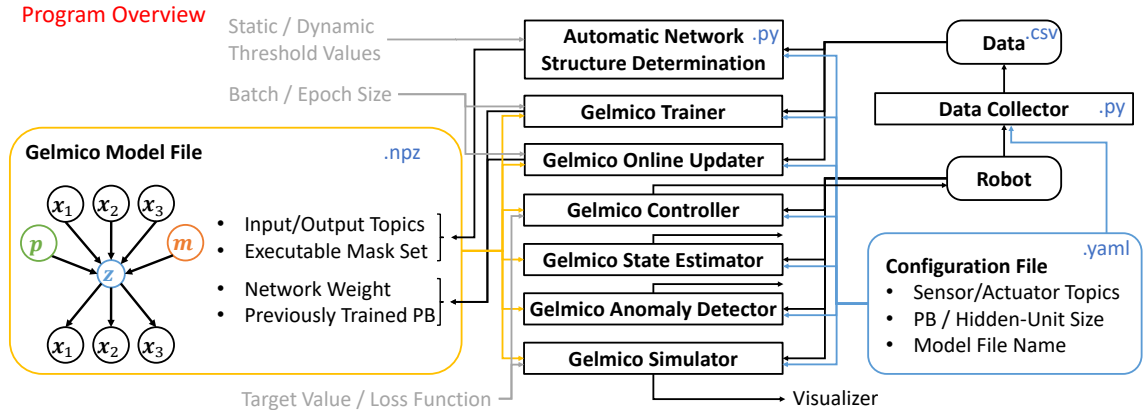 Program Overview
Static / Dynamic
Threshold Values
Batch / Epoch Size
Automatic Network
Structure Determination
.py
Gelmico Trainer
Gelmico Online Updater
Gelmico Controller
Gelmico State Estimator
Gelmico Anomaly Detector
Gelmico Simulator
Data
.csv
Data Collector
.py
Robot
Gelmico Model File
.npz
x1
x2
x3
p
m
z
x1
x2
x3
• Input/Output Topics
• Executable Mask Set
• Network Weight
• Previously Trained PB
.yaml
Configuration File
• Sensor/Actuator Topics
• PB / Hidden-Unit Size
• Model File Name
Target Value / Loss Function
Visualizer